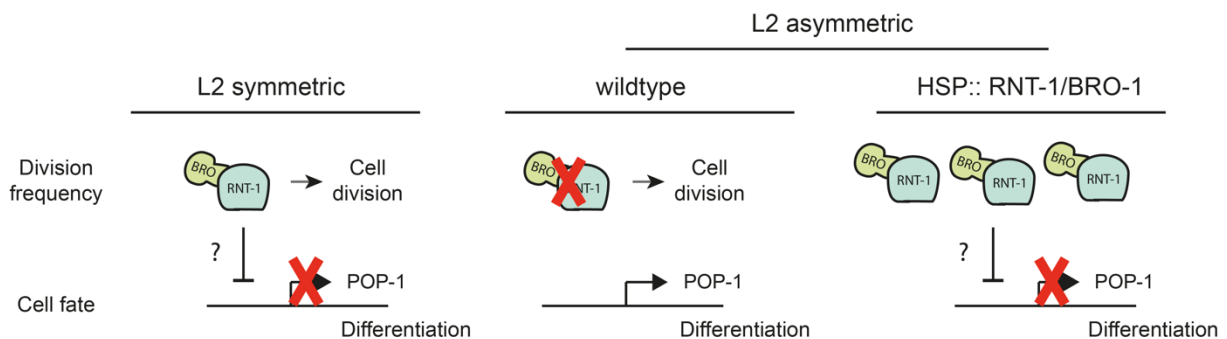 L2 asymmetric
L2 symmetric
wildtype
HSP:: RNT-1/BRO-1
Division
frequency
BRO
RNT-1
Cell
division
BRO
NT-1
Cell
division
BRO
RNT-1
BRO
RNT-1
BRO
RNT-1
?
?
Cell fate
POP-1
POP-1
POP-1
Differentiation
Differentiation
Differentiation